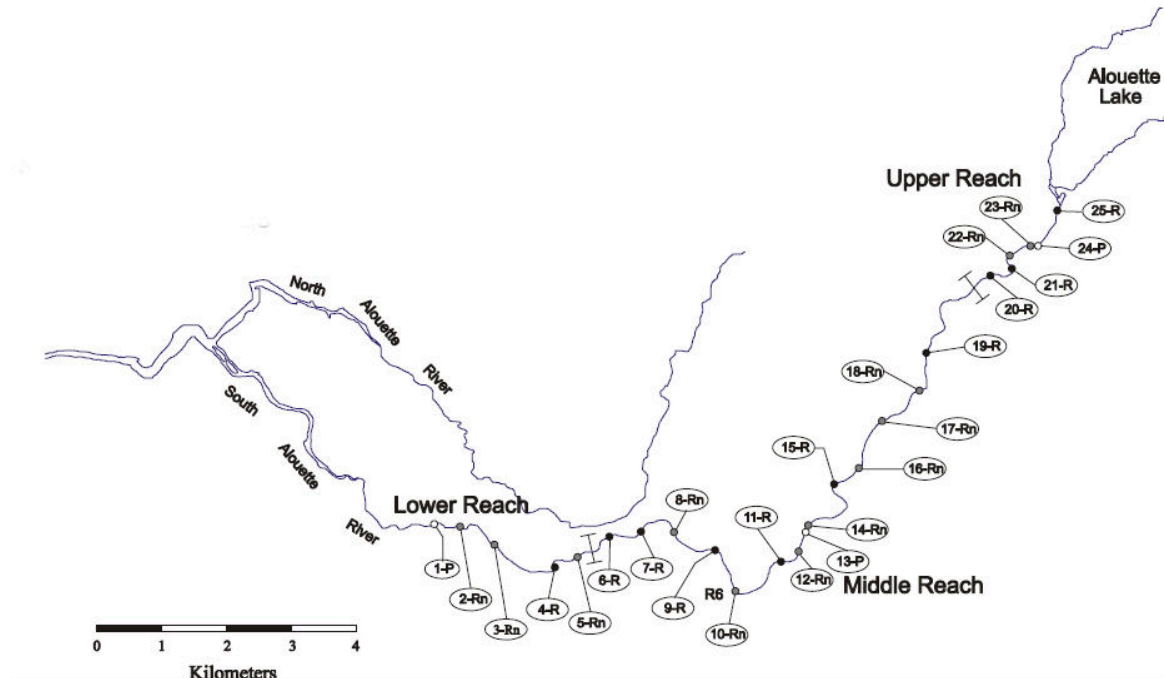 Alouette
Lake
Upper Reach
23-Rn
25-R
22-Rn
24-P
21-R
20-R
North
Alouette
River
19-R
18-Rn
17-Rn
South
Alouette
River
15-R
16-Rn
Lower Reach
8-Rn
11-R
14-Rn
13-P
12-Rn
Middle Reach
1-P
2-Rn
3-Rn
4-R
5-Rn
6-R
7-R
9-R
R6
10-Rn
0 1 2 3 4
Kilometers